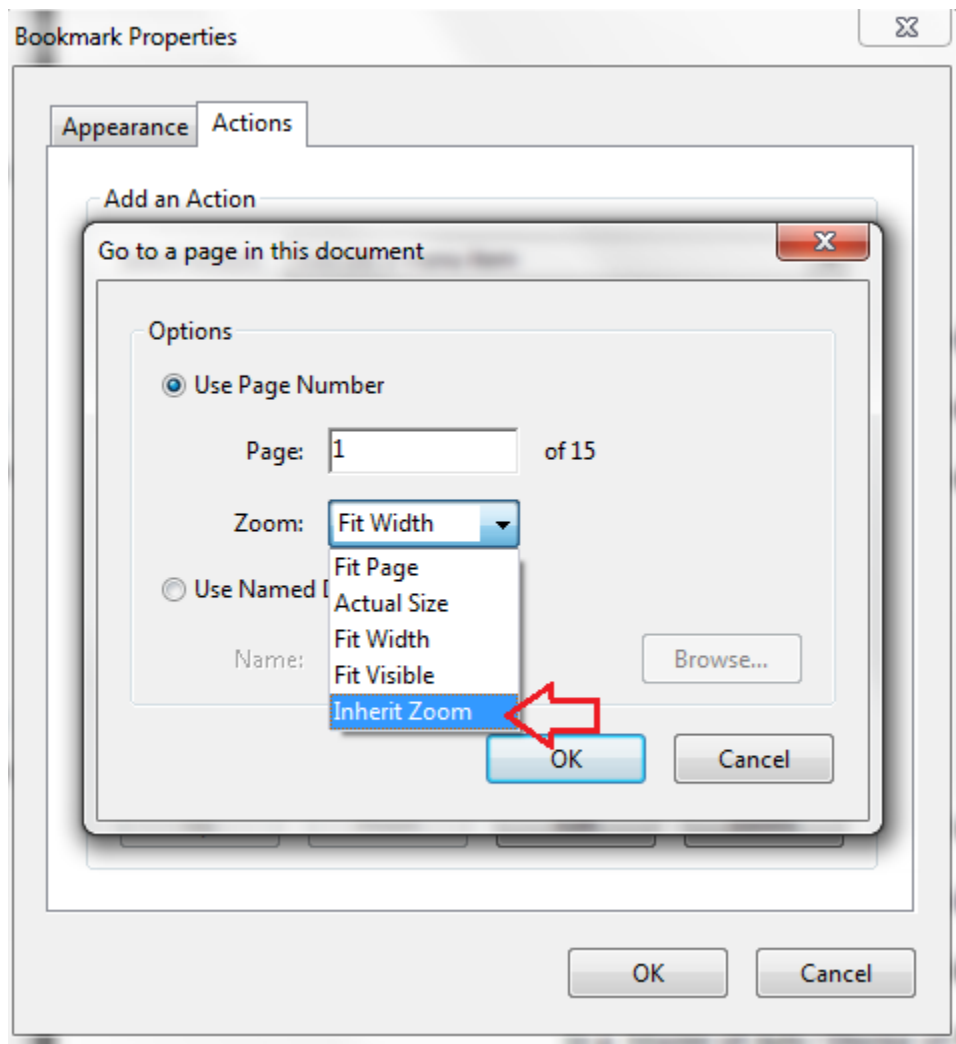 Bookmark Properties
Appearance Actions
Add an Action
Go to a page in this document
Options
Use Page Number
Page: 1 of 15
Zoom: Fit Width
Fit Page
Use Named
Actual Size
Fit Width
Name: Browse...
Fit Visible
Inherit Zoom
OK Cancel
OK Cancel